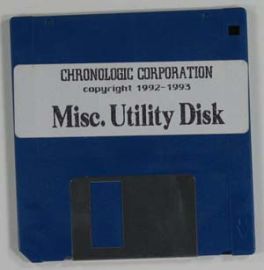 CHRONOLOGIC CORPORATION
copyright 1992-1993
Misc. Utility Disk